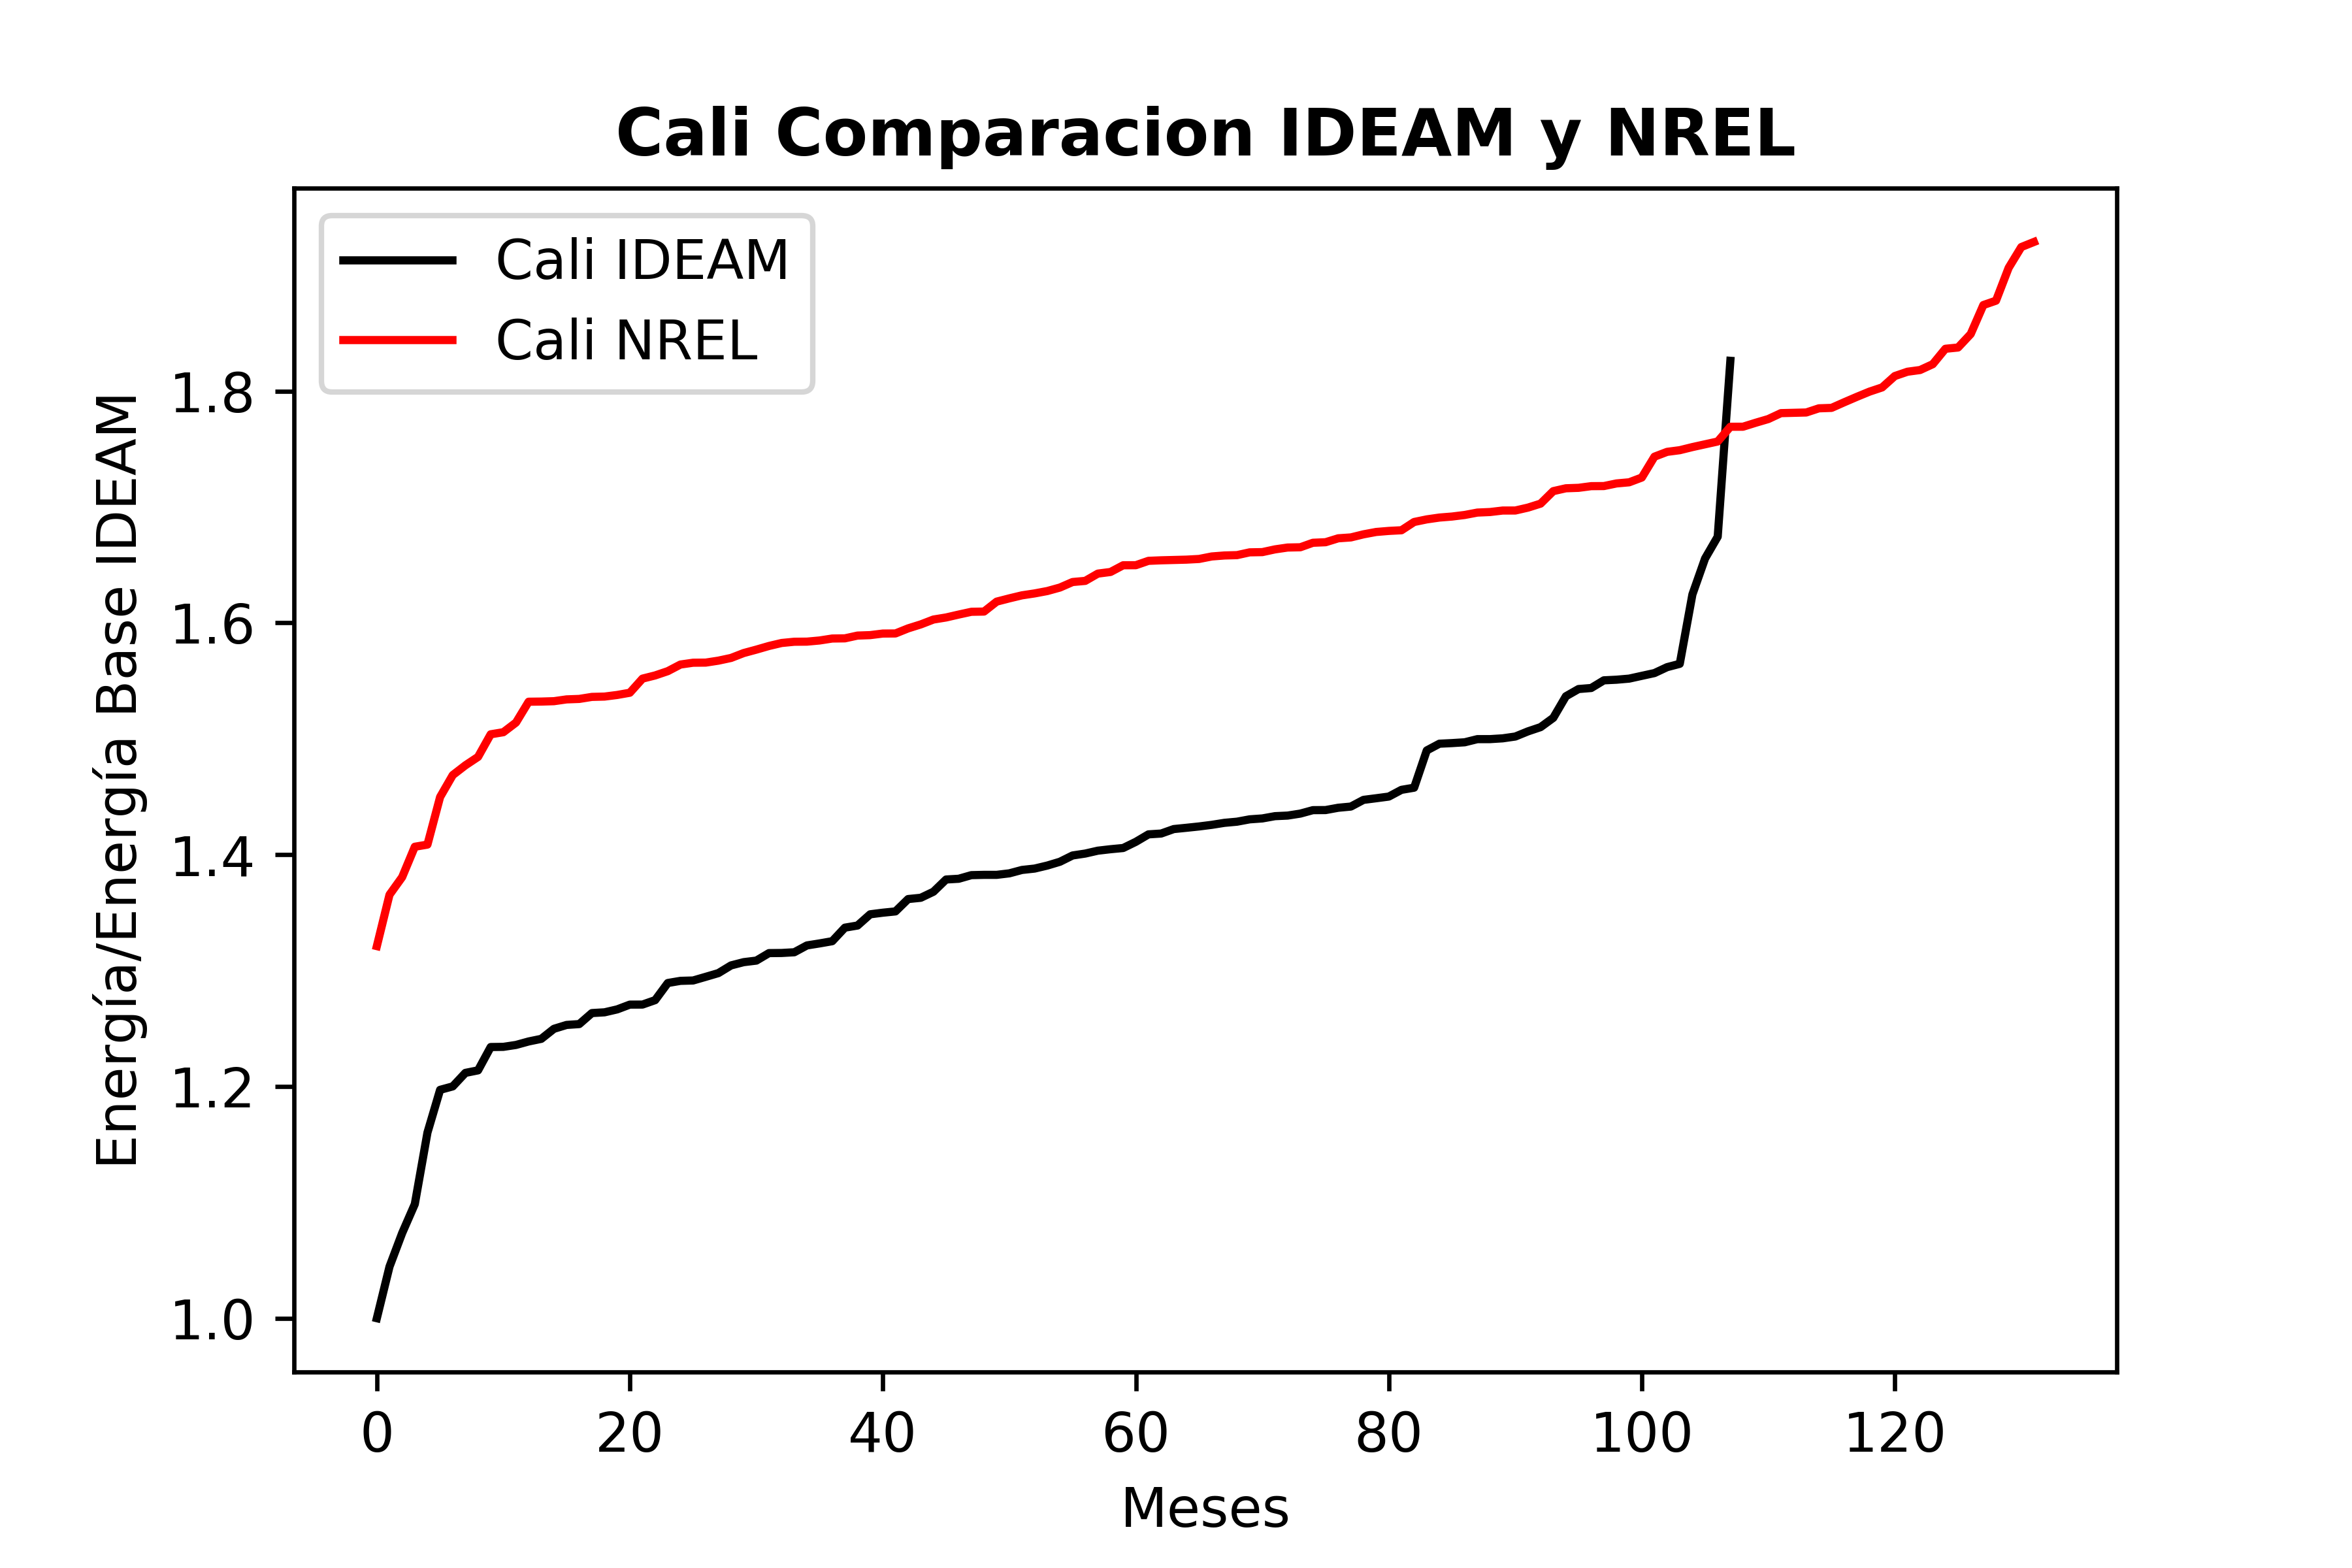 Cali Comparacion IDEAM y NREL
Cali IDEAM
Cali NREL
Energía/Energía Base IDEAM
1.8
1.6
1.4
1.2
1.0
0 20 40 60 80 100 120
Meses